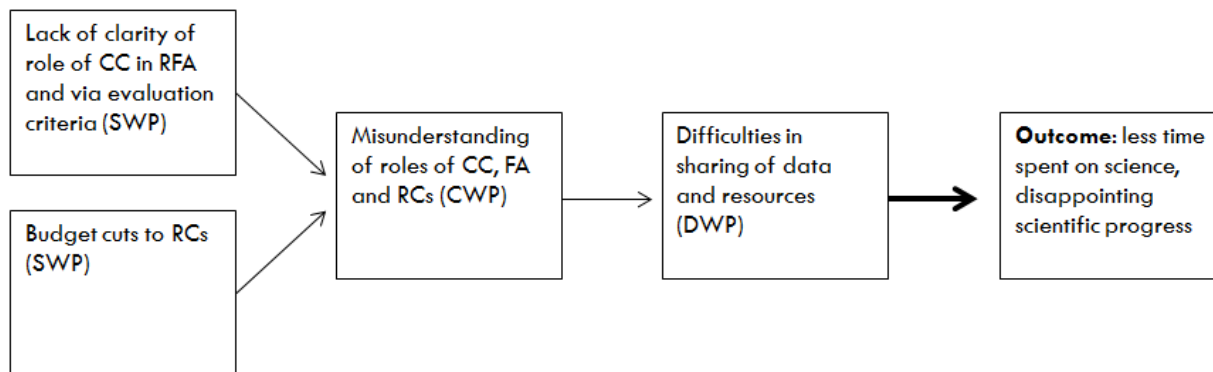 Lack of clarity of
role of CC in RFA
and via evaluation
criteria (SWP)
Budget cuts to RCs
(SWP)
Misunderstanding
of roles of CC, FA
and RCs (CWP)
Difficulties in
sharing of data
and resources
(DWP)
Outcome: less time
spent on science,
disappointing
scientific progress